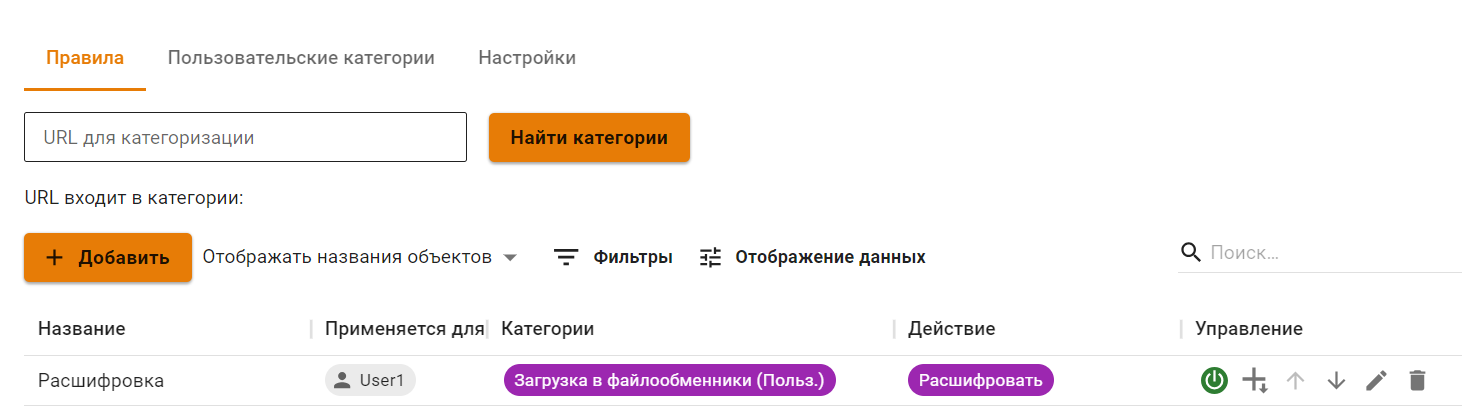 Правила Пользовательские категории Настройки
URL для категоризации Найти категории
URL входит в категории:
Добавить Отображать названия объектов Фильтры Отображение данных Поиск...
Название Применяется для Категории Действие Управление
Расшифровка User1 Загрузка в файлообменники (Польз.) Расшифровать